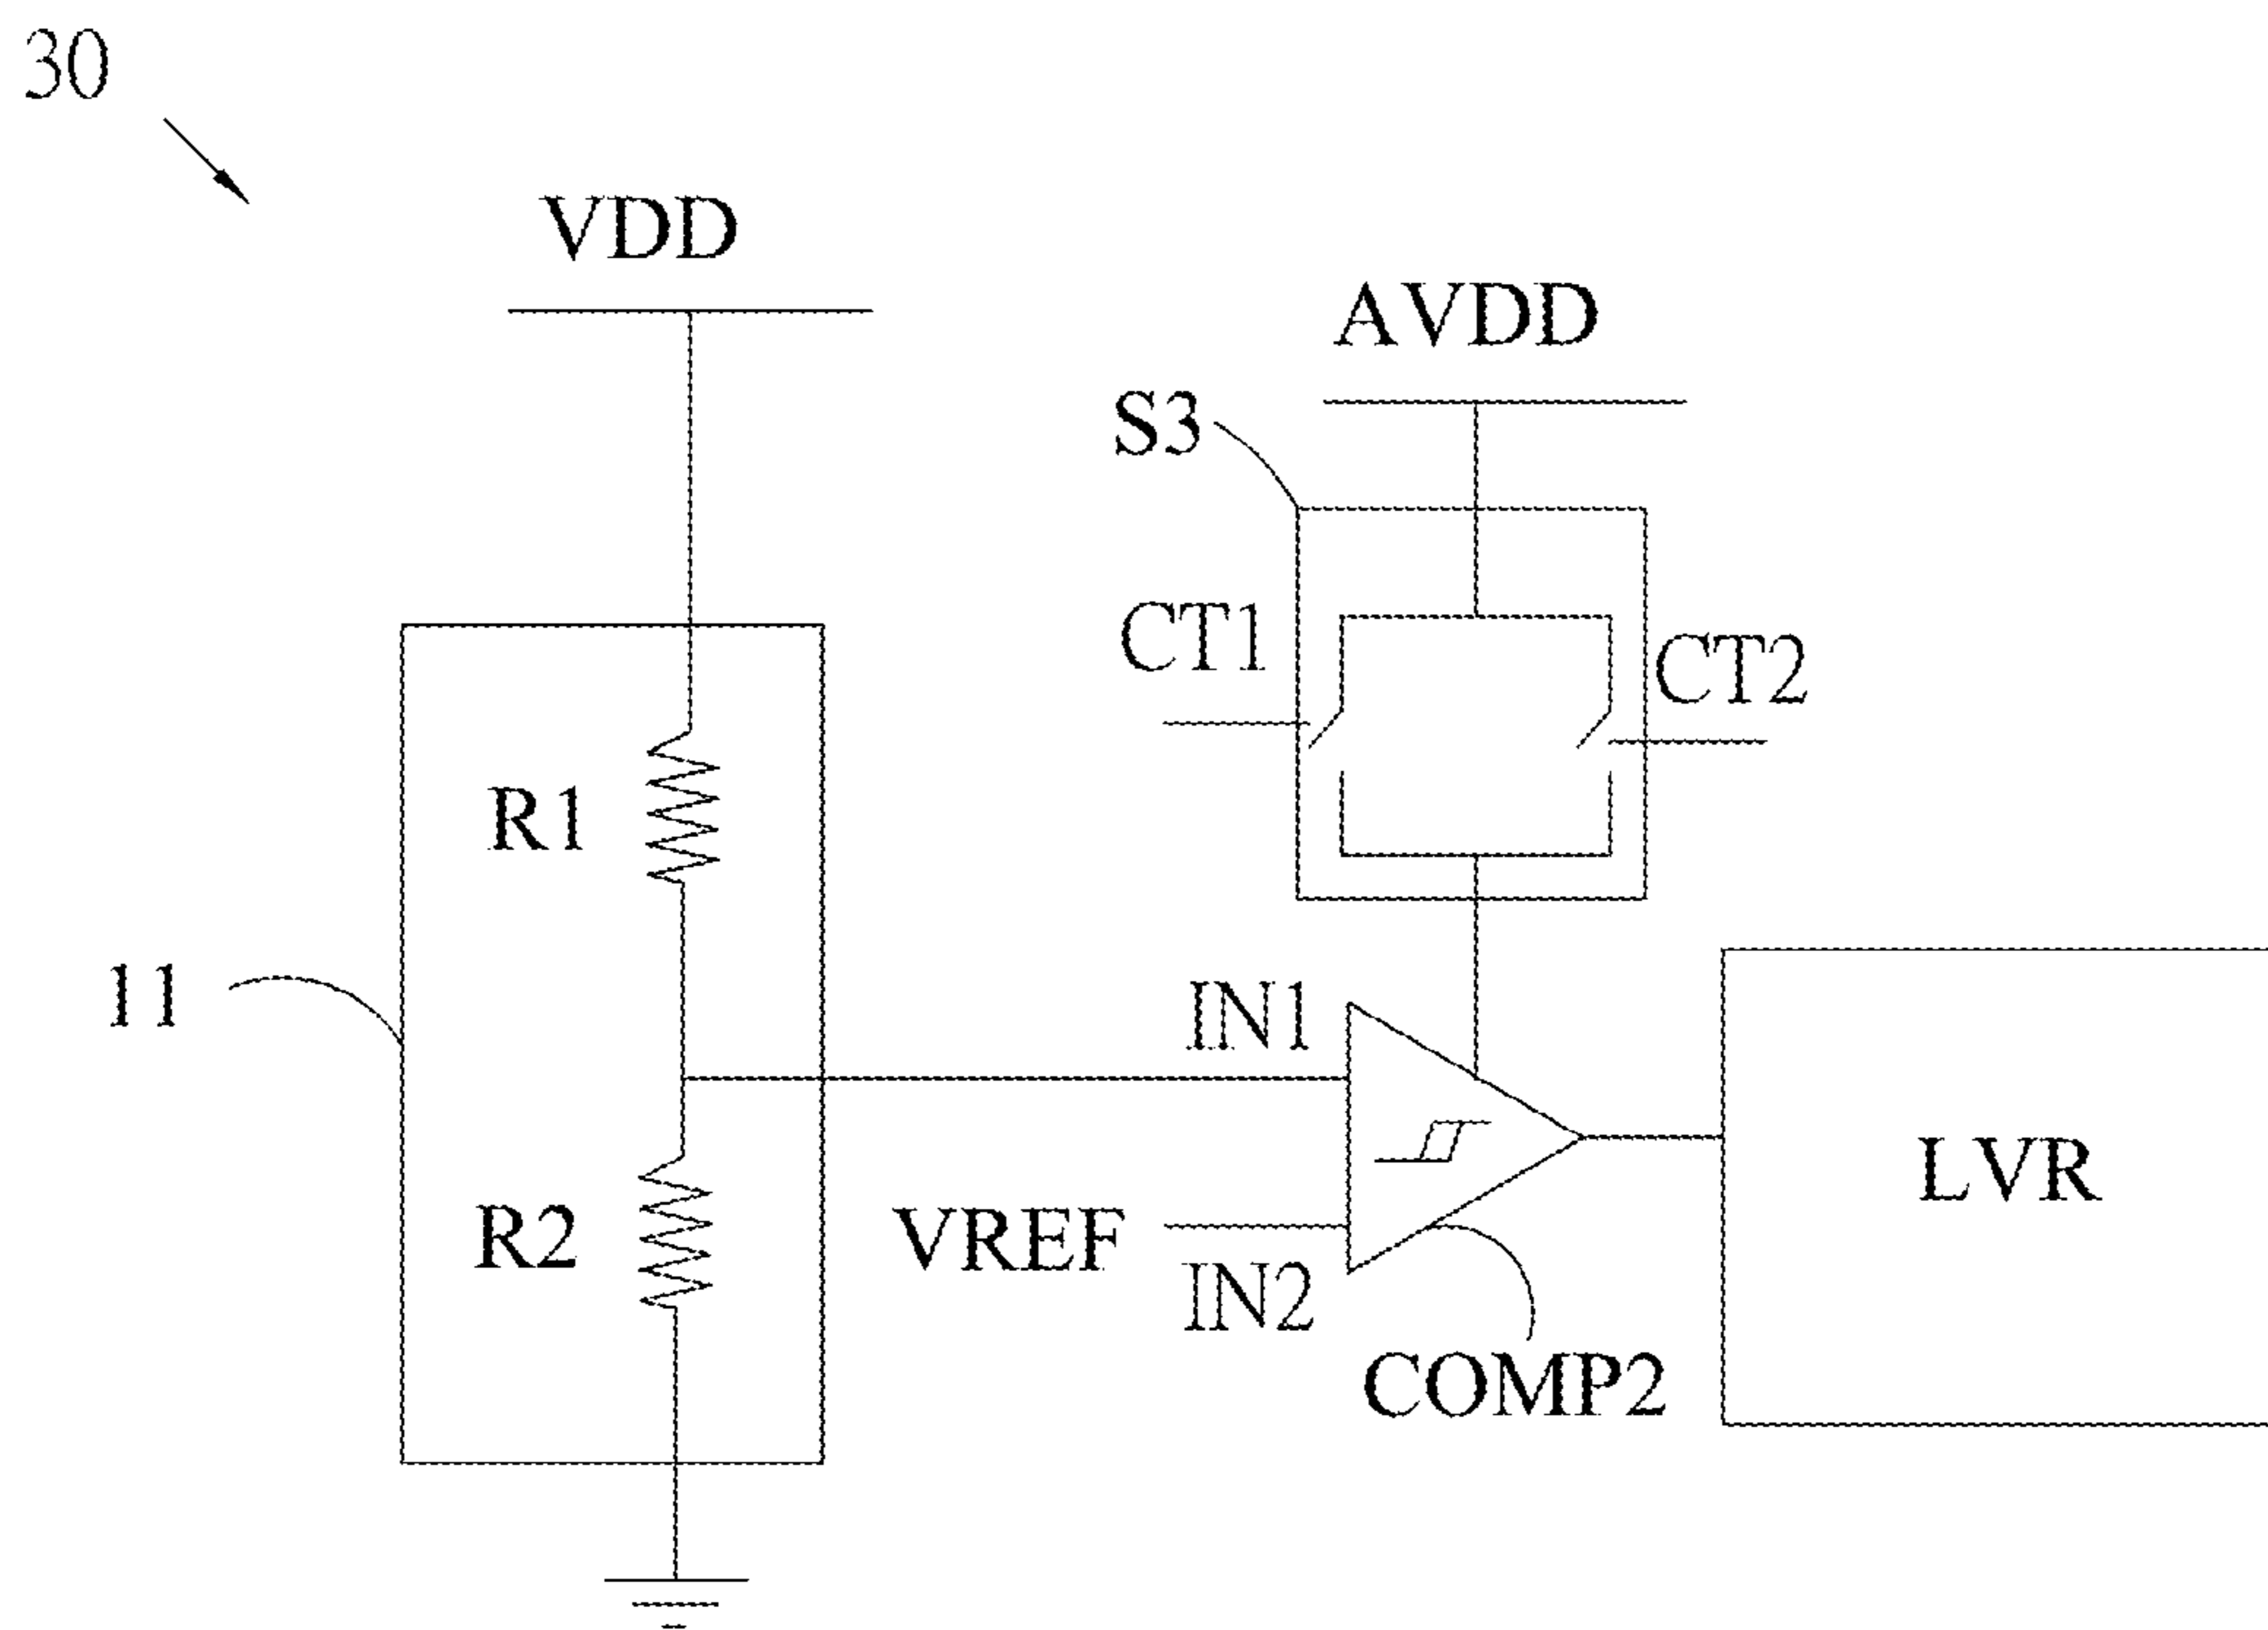 30
VDD
AVDD
S3
CT1
CT2
R1
11
IN1
LVR
R2
VREF
IN2
COMP2